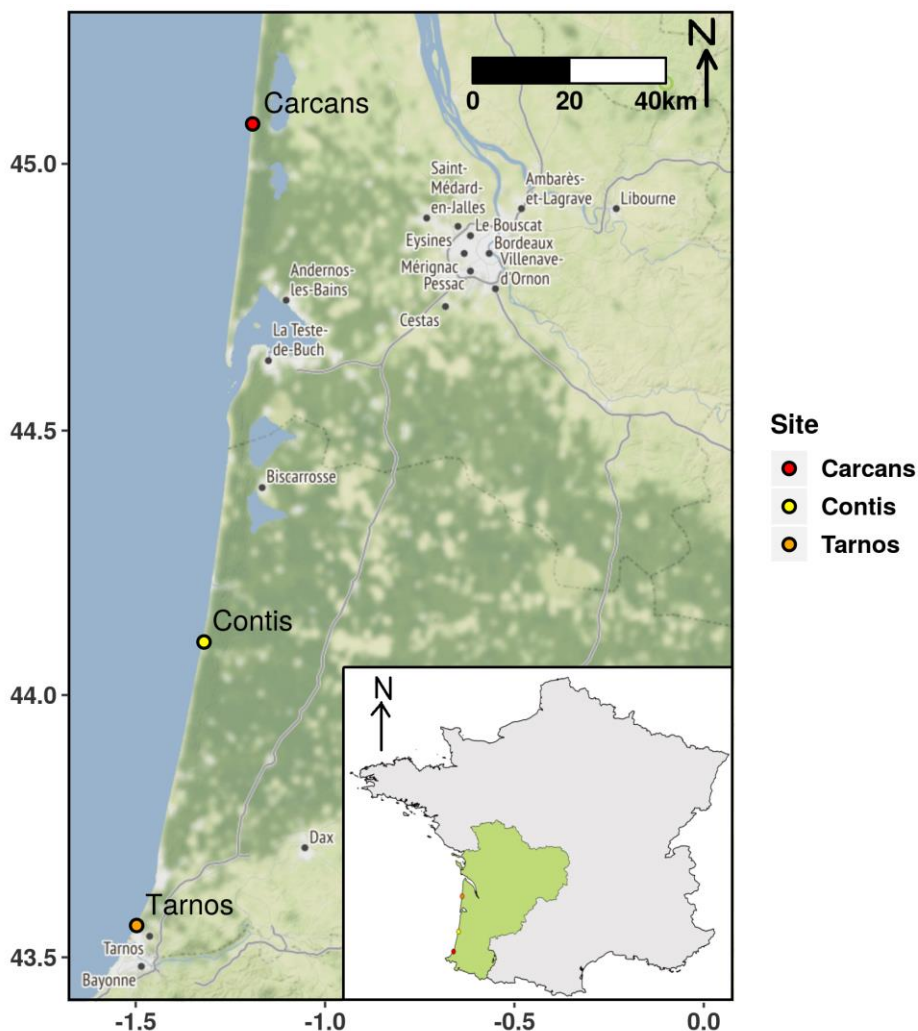 N
0 20 40km
Carcans
45.0
Saint-
Médard-
en-Jalles
Ambarès-
et-Lagrave
Libourne
Le Bouscat
Eysines
Bordeaux
Mérignac
Villenave-
d'Ornon
Pessac
Cestas
Andernos-
les-Bains
La Teste-
de-Buch
44.5
Biscarrosse
Contis
44.0
Dax
Tarnos
43.5
Tarnos
Bayonne
N
-1.5 -1.0 -0.5 0.0
Site
Carcans
Contis
Tarnos